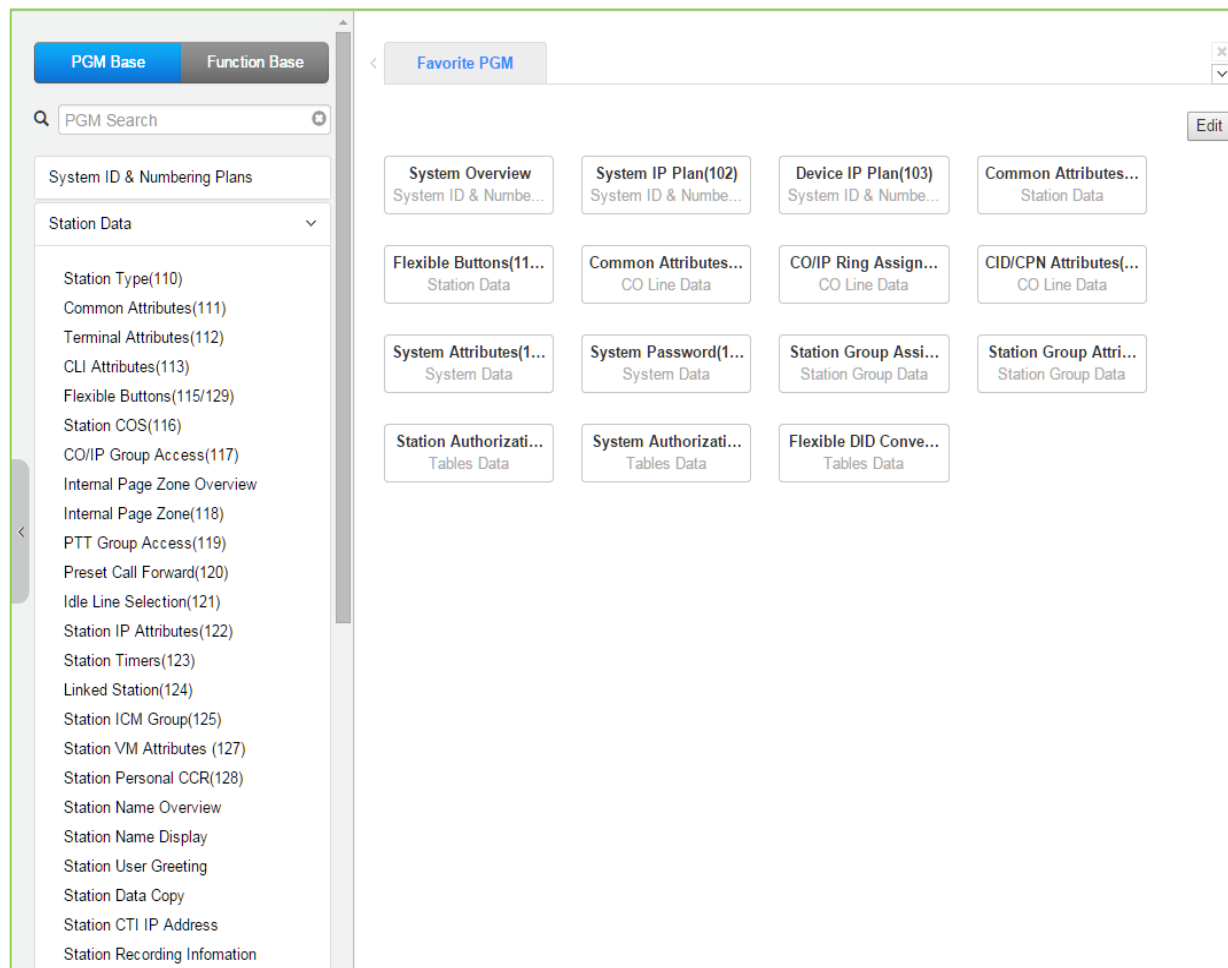 PGM Base
Function Base
PGM Search
System ID & Numbering Plans
Station Data
Station Type(110)
Common Attributes(111)
Terminal Attributes(112)
CLI Attributes(113)
Flexible Buttons(115/129)
Station COS(116)
CO/IP Group Access(117)
Internal Page Zone Overview
Internal Page Zone(118)
PTT Group Access(119)
Preset Call Forward(120)
Idle Line Selection(121)
Station IP Attributes(122)
Station Timers(123)
Linked Station(124)
Station ICM Group(125)
Station VM Attributes (127)
Station Personal CCR(128)
Station Name Overview
Station Name Display
Station User Greeting
Station Data Copy
Station CTI IP Address
Station Recording Infomation
Favorite PGM
Edit
System Overview
System ID & Numbe...
System IP Plan(102)
System ID & Numbe...
Device IP Plan(103)
System ID & Numbe...
Common Attributes...
Station Data
Flexible Buttons(11...
Station Data
Common Attributes...
CO Line Data
CO/IP Ring Assign...
CO Line Data
CID/CPN Attributes(...
CO Line Data
System Attributes(1...
System Data
System Password(1...
System Data
Station Group Assi...
Station Group Data
Station Group Attri...
Station Group Data
Station Authorizati...
Tables Data
System Authorizati...
Tables Data
Flexible DID Conve...
Tables Data